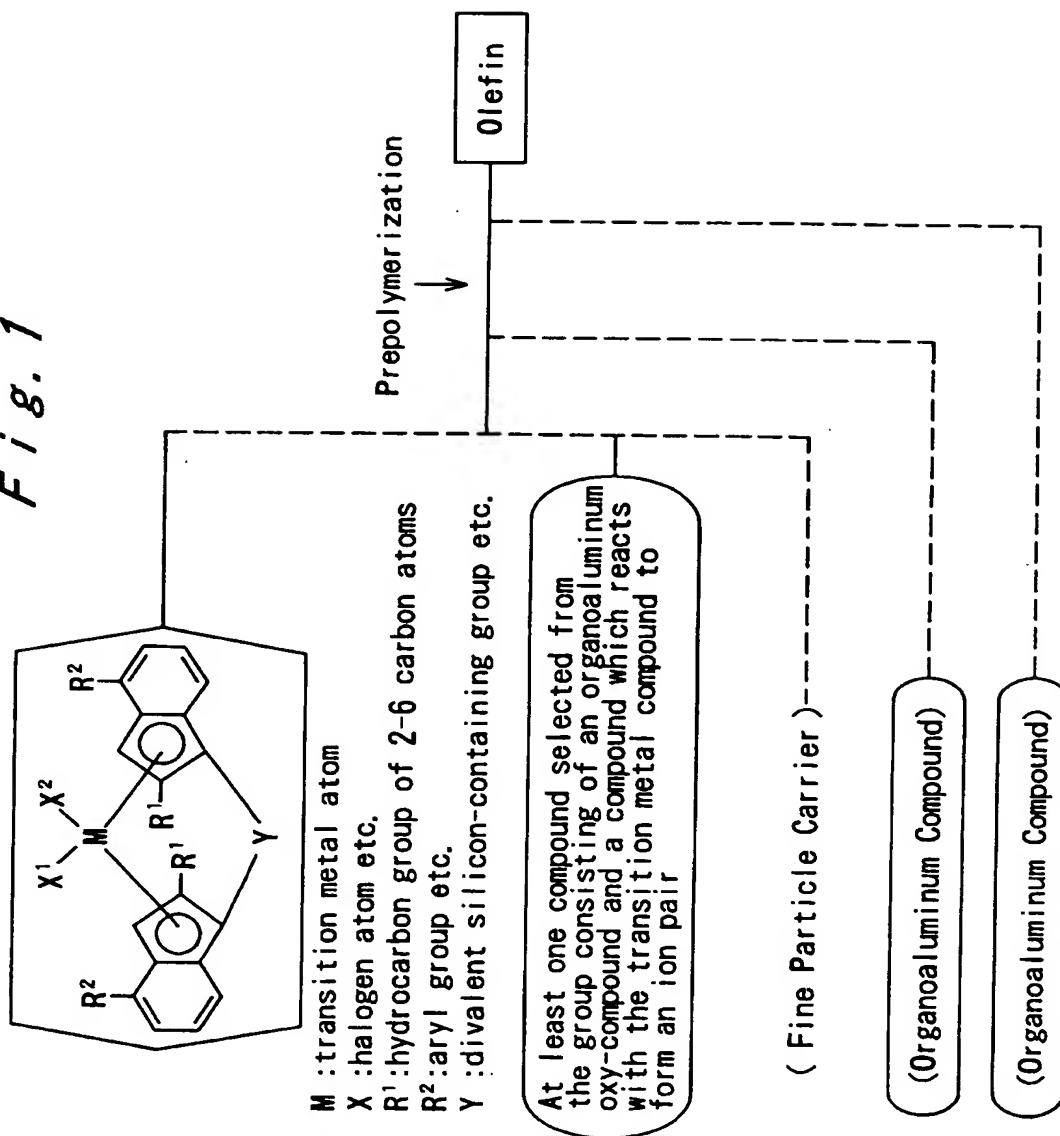 Fig. 1
X¹
X²
M
R²
R²
R¹
R¹
Y
M :transition metal atom
X :halogen atom etc.
R¹:hydrocarbon group of 2-6 carbon atoms
R²:aryl group etc.
Y :divalent silicon-containing group etc.
At least one compound selected from
the group consisting of an organoaluminum
oxy-compound and a compound which reacts
with the transition metal compound to
form an ion pair
( Fine Particle Carrier )
(Organoaluminum Compound)
(Organoaluminum Compound)
Prepolymerization
Olefin